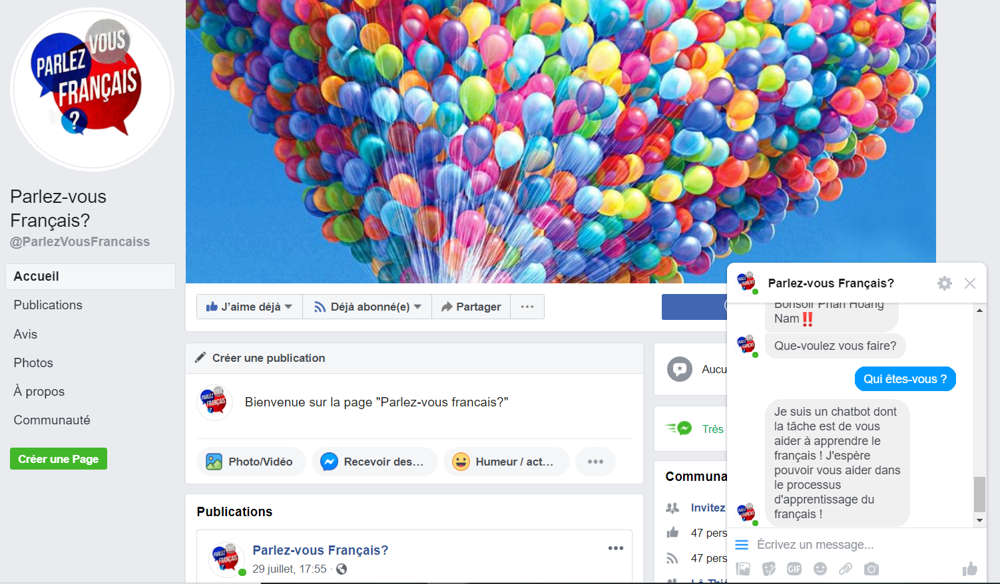 PARLEZ
VOUS
FRANÇAIS
?
Parlez-vous
Français?
@ParlezVousFrancaiss
Accueil
Publications
Avis
Photos
À propos
Communauté
Créer une Page
J'aime déjà
Déjà abonné(e)
Partager
Créer une publication
Bienvenue sur la page "Parlez-vous francais?"
Photo/Vidéo
Recevoir des...
Humeur / act...
Publications
Parlez-vous Français?
29 juillet, 17:55 ·
Aucu
Très
Communa
Invitez
47 pers
47 pers
Parlez-vous Français?
Bonsoir Phan Hoang
Nam‼️
Que-voulez vous faire?
Qui êtes-vous ?
Je suis un chatbot dont
la tâche est de vous
aider à apprendre le
français ! J'espère
pouvoir vous aider dans
le processus
d'apprentissage du
français !
Écrivez un message...
GIF